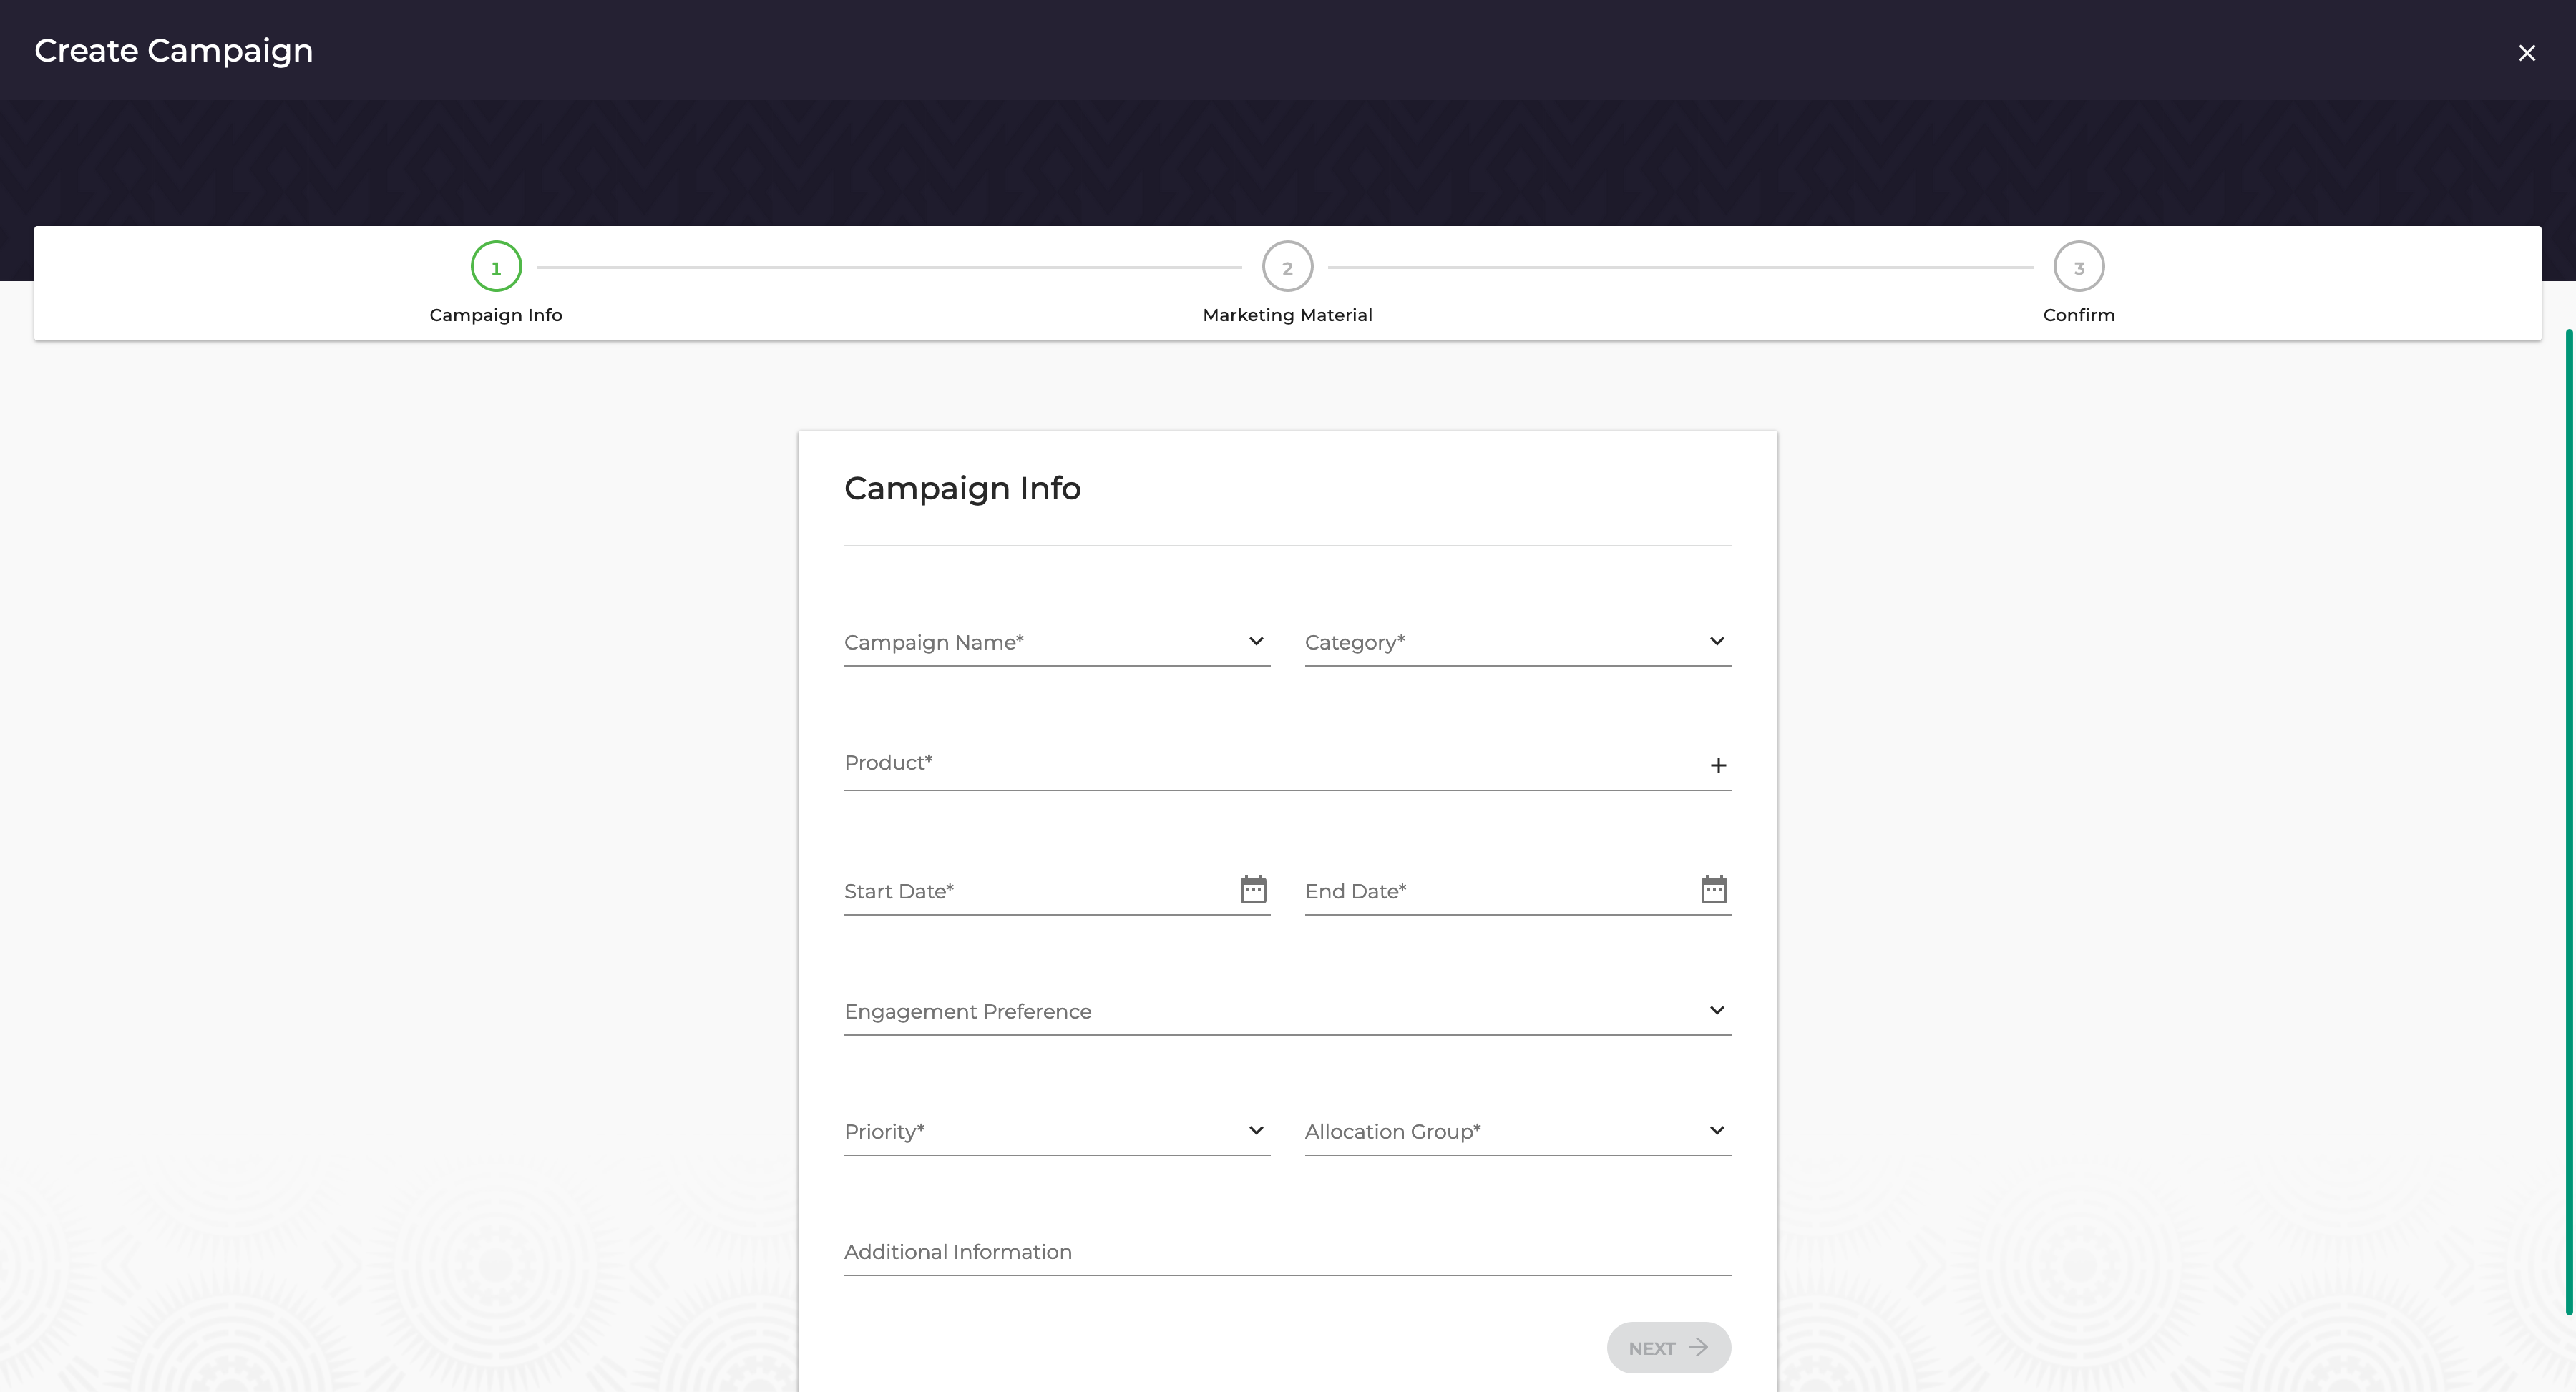 Create Campaign
1
2
3
Campaign Info
Marketing Material
Confirm
Campaign Info
Campaign Name*
Category*
Product*
Start Date*
End Date*
Engagement Preference
Priority*
Allocation Group*
Additional Information
NEXT